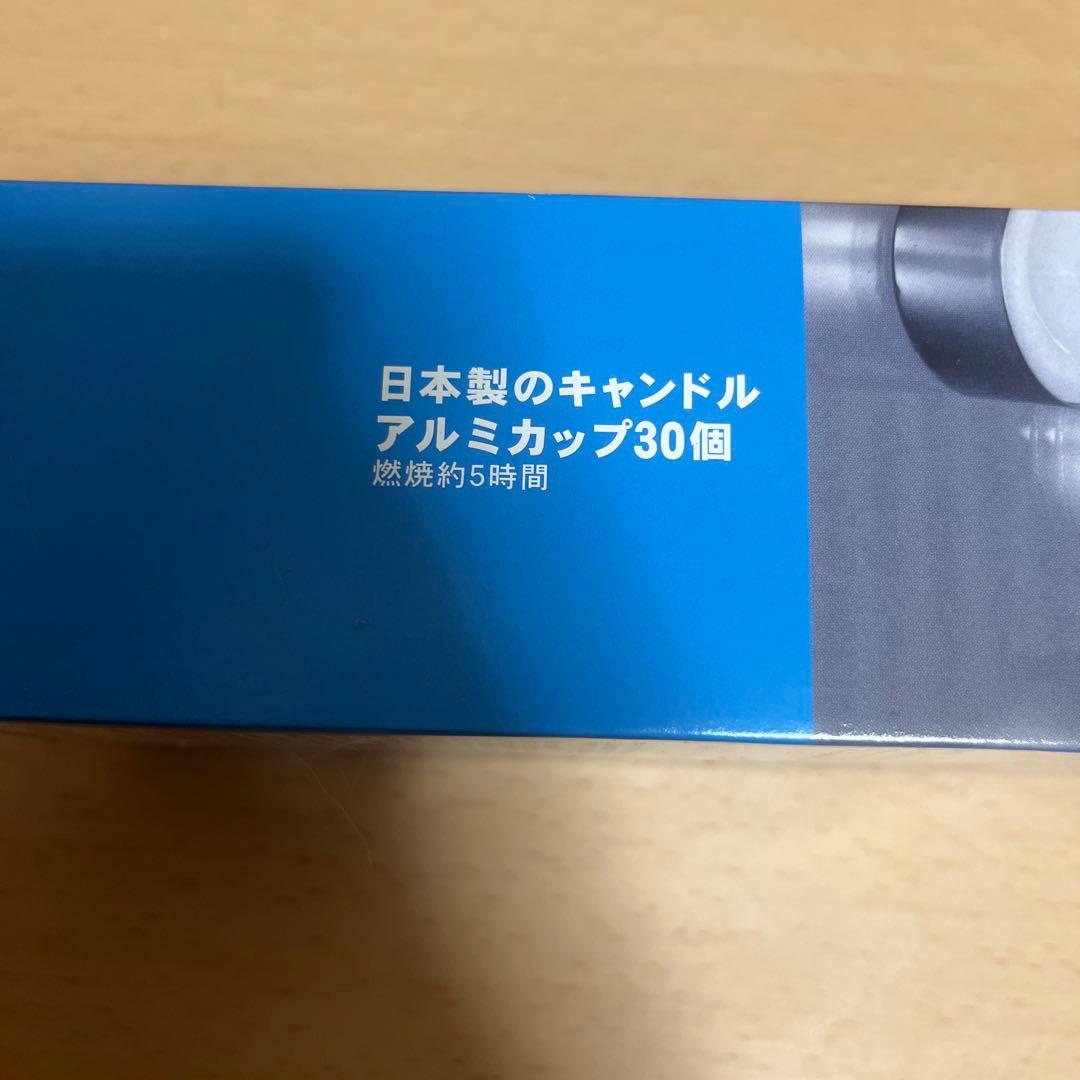 日本製のキャンドル
アルミカップ30個
燃焼約5時間